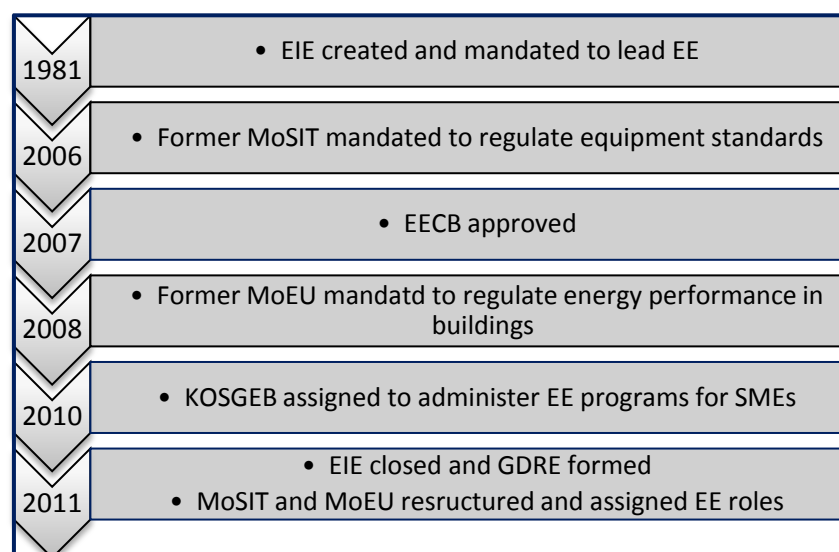 1981
• EIE created and mandated to lead EE
2006
• Former MoSIT mandated to regulate equipment standards
2007
• EECB approved
2008
• Former MoEU mandatd to regulate energy performance in
buildings
2010
• KOSGEB assigned to administer EE programs for SMEs
2011
• EIE closed and GDRE formed
• MoSIT and MoEU resructured and assigned EE roles